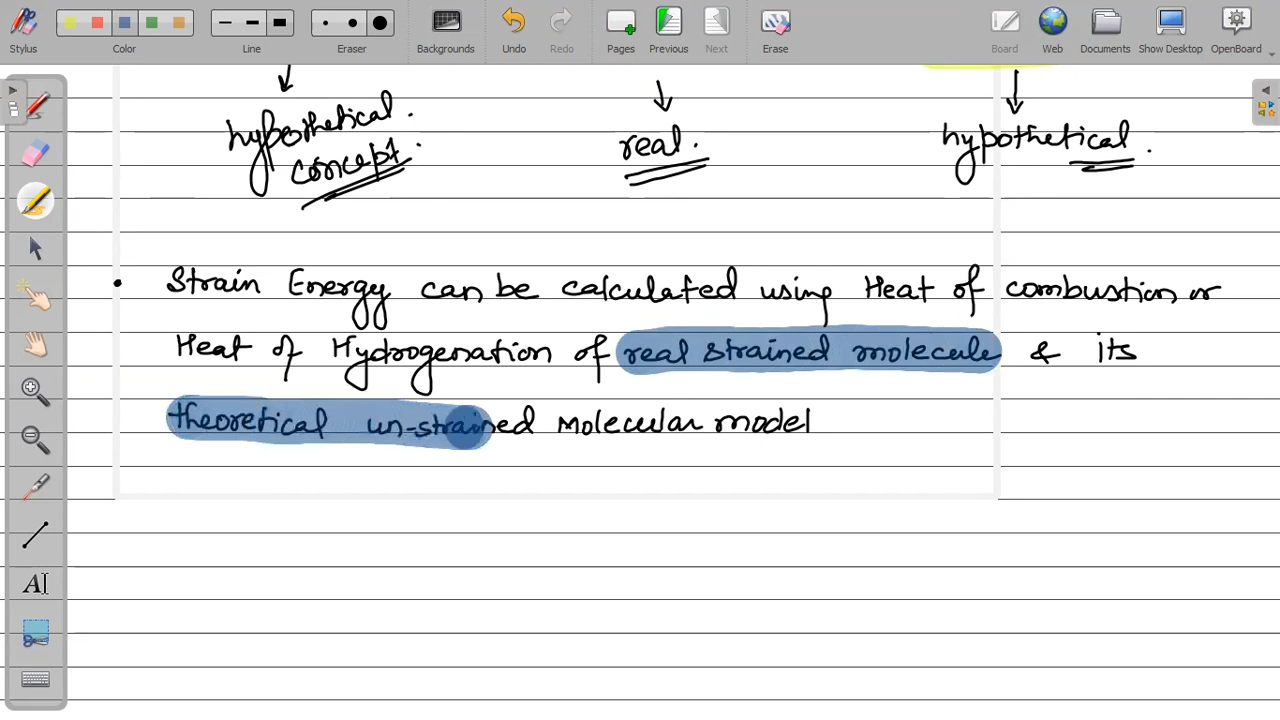 Stylus Color Line Eraser Backgrounds Undo Redo Pages Previous Next Erase Board Web Documents Show Desktop OpenBoard
hypothetical. real. hypothetical.
concept.
• Strain Energy can be calculated using Heat of combustion or
Heat of Hydrogenation of real strained molecule & its
theoretical un-strained Molecular model
AI